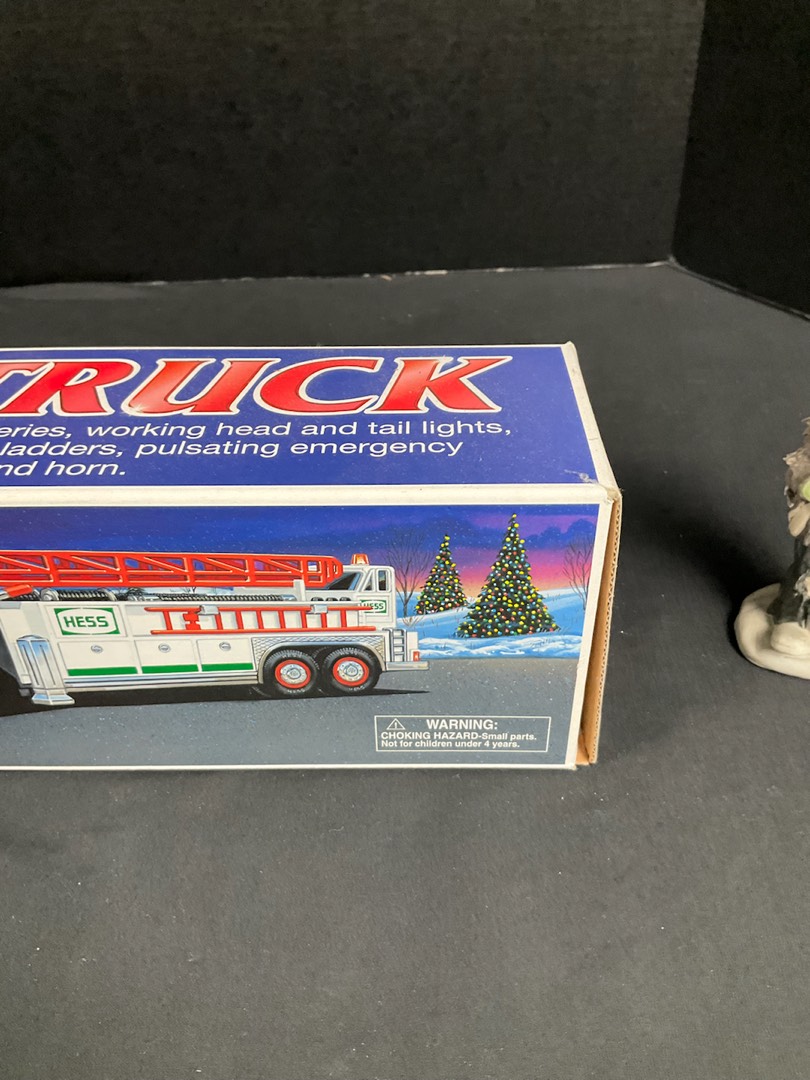 TRUCK
eries, working head and tail lights,
ladders, pulsating emergency
nd horn.
HESS
HESS
WARNING:
CHOKING HAZARD-Small parts.
Not for children under 4 years.